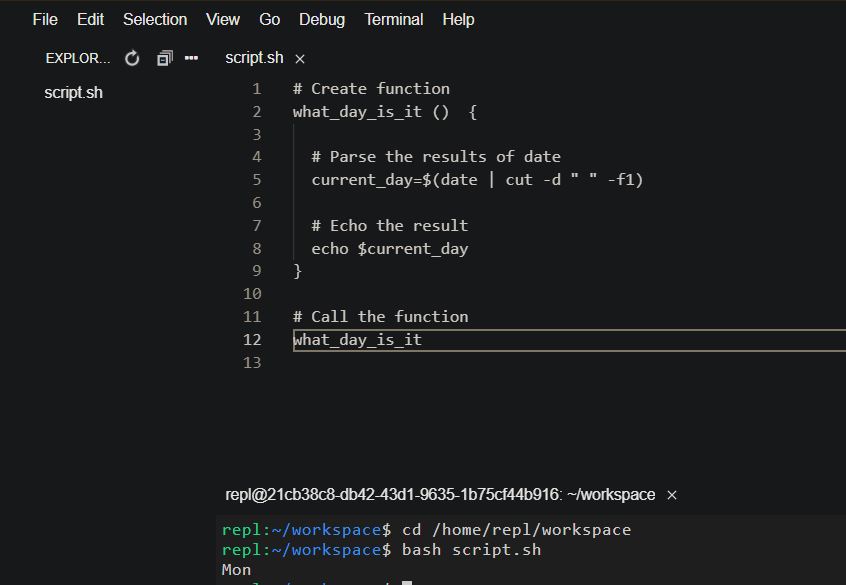 File Edit Selection View Go Debug Terminal Help
EXPLOR... script.sh
script.sh
1 # Create function
2 what_day_is_it ()  {
3
4   # Parse the results of date
5   current_day=$(date | cut -d " " -f1)
6
7   # Echo the result
8   echo $current_day
9 }
10
11 # Call the function
12 what_day_is_it
13
repl@21cb38c8-db42-43d1-9635-1b75cf44b916: ~/workspace
repl:~/workspace$ cd /home/repl/workspace
repl:~/workspace$ bash script.sh
Mon